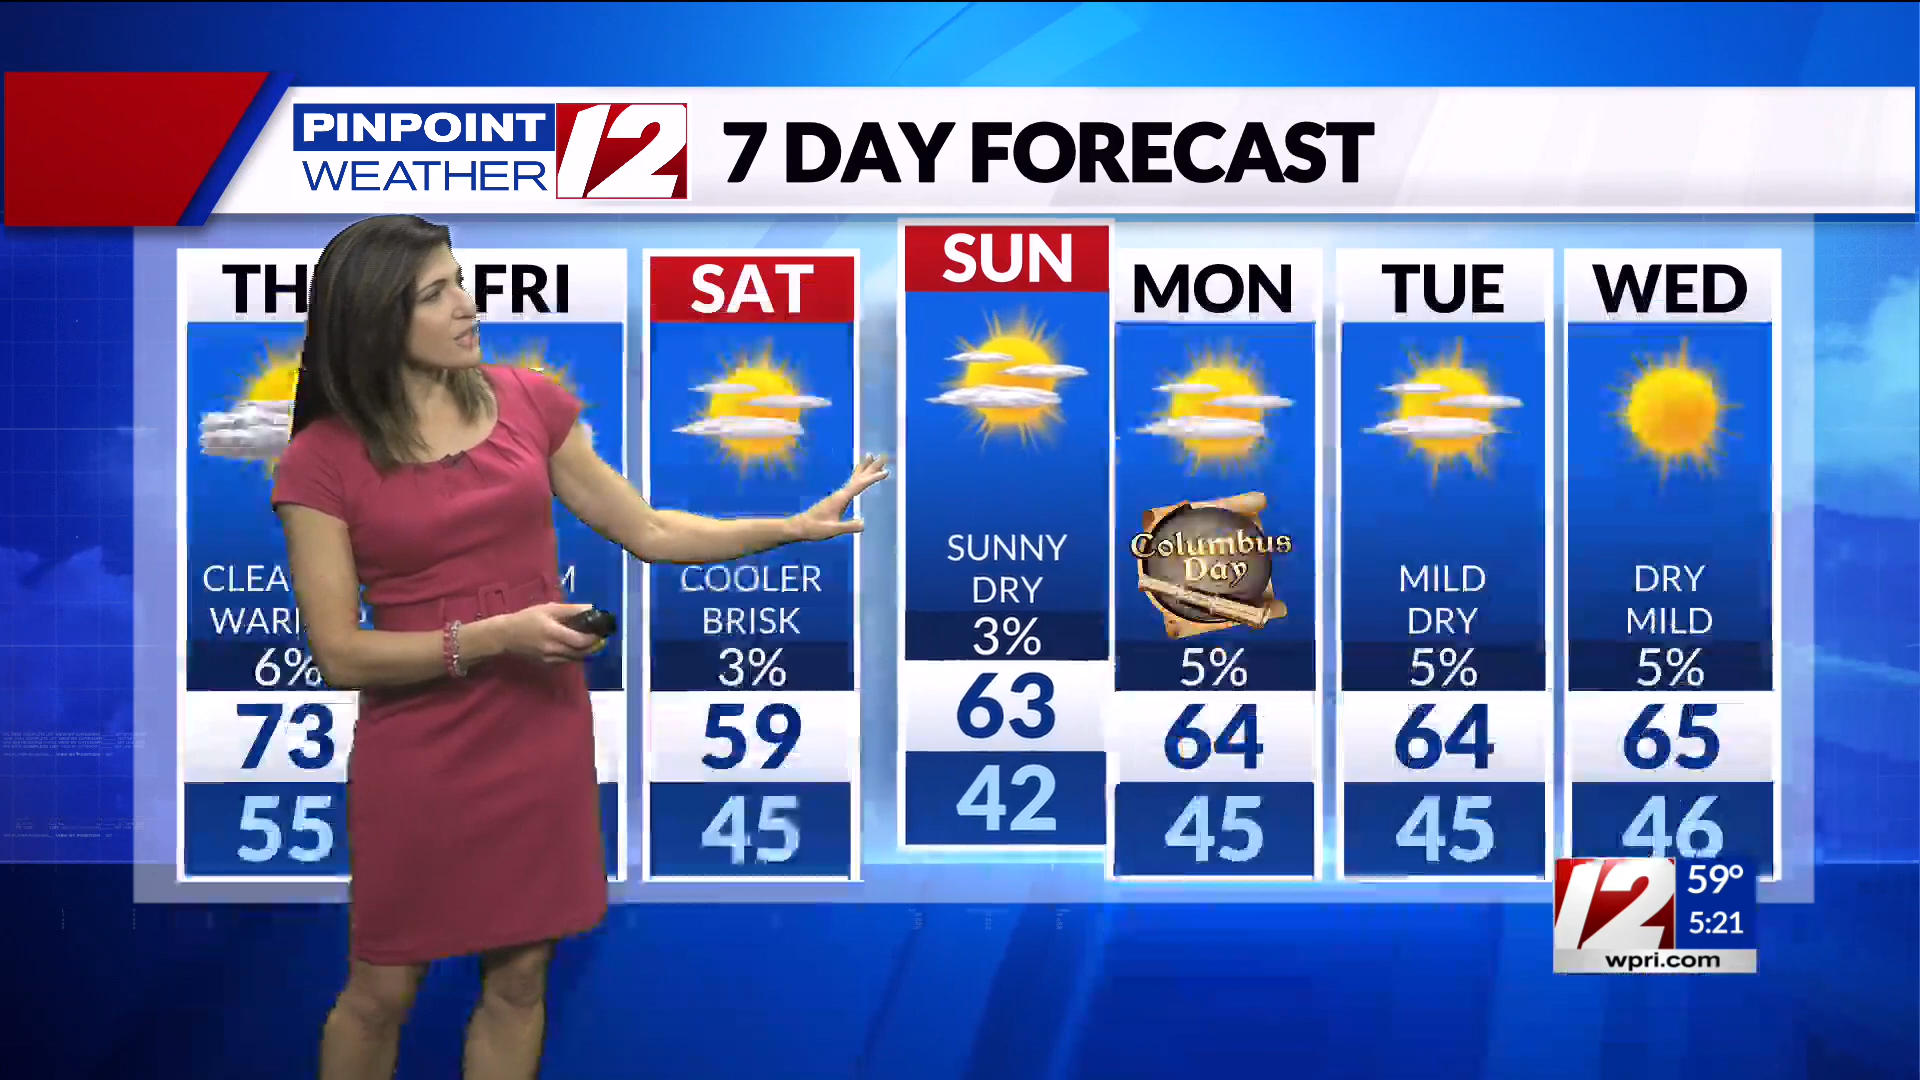 PINPOINT
WEATHER
12
7 DAY FORECAST
FRI
SAT
SUN
MON
TUE
WED
COOLER
BRISK
3%
59
45
SUNNY
DRY
3%
63
42
Columbus
Day
5%
64
45
MILD
DRY
5%
64
45
DRY
MILD
5%
65
46
6%
73
55
12
59°
5:21
wpri.com